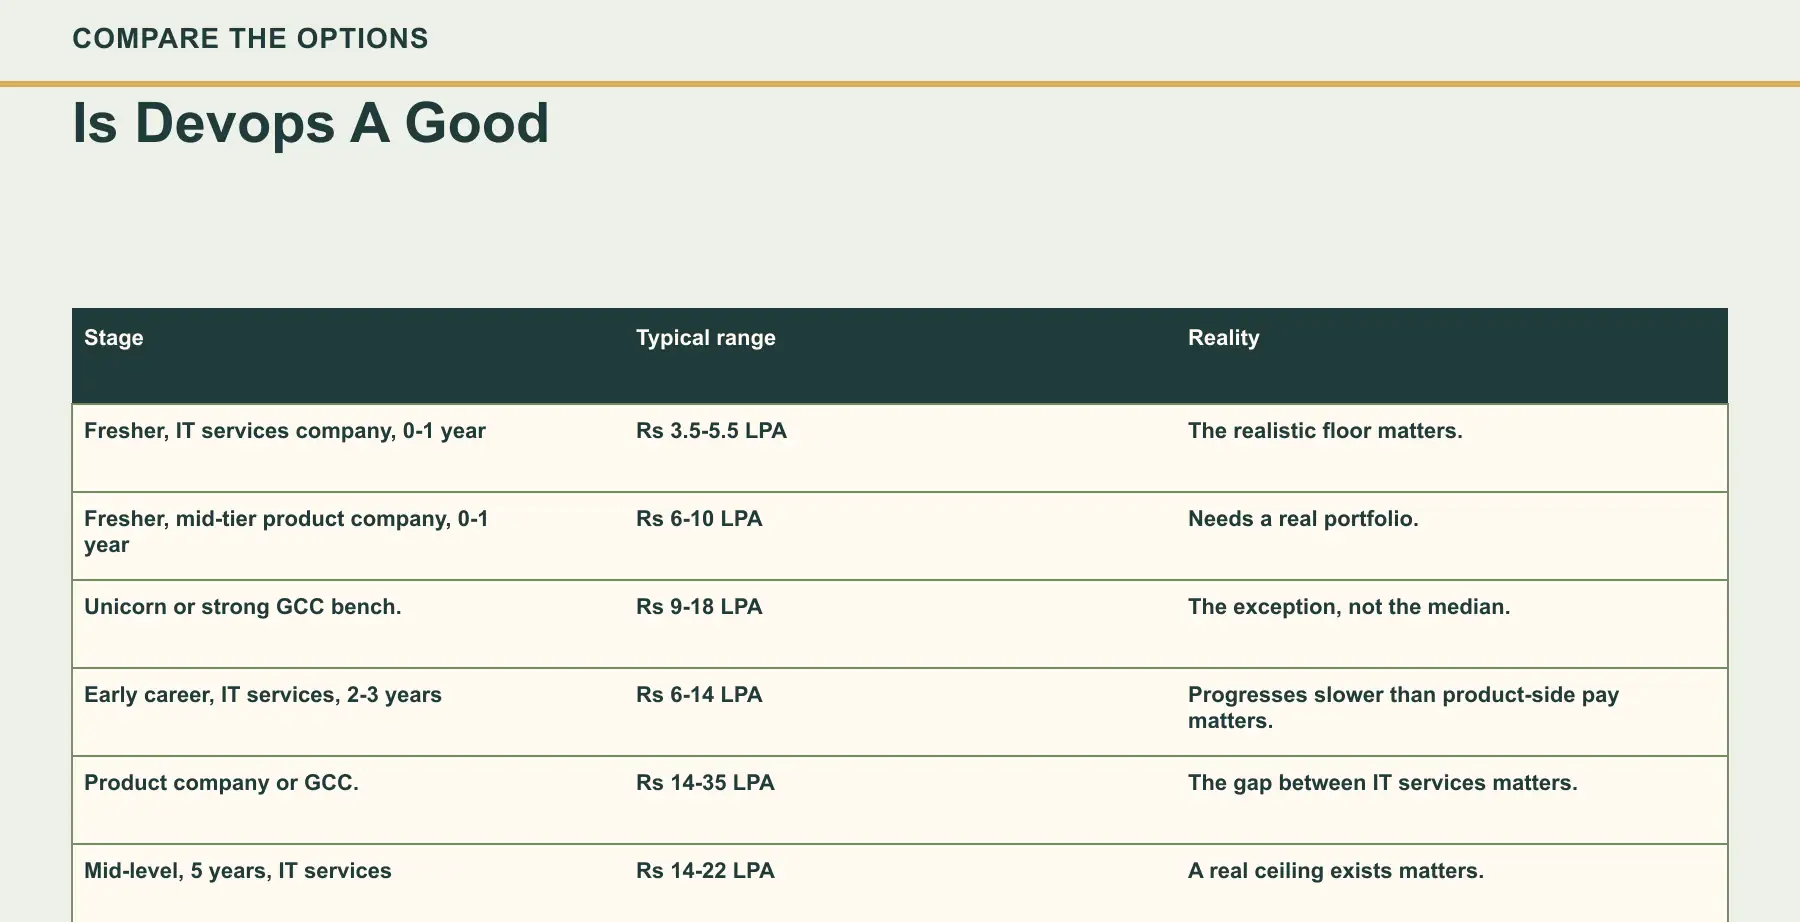 COMPARE THE OPTIONS
Is Devops A Good
Stage Typical range Reality
Fresher, IT services company, 0-1 year Rs 3.5-5.5 LPA The realistic floor matters.
Fresher, mid-tier product company, 0-1
year Rs 6-10 LPA Needs a real portfolio.
Unicorn or strong GCC bench. Rs 9-18 LPA The exception, not the median.
Early career, IT services, 2-3 years Rs 6-14 LPA Progresses slower than product-side pay
matters.
Product company or GCC. Rs 14-35 LPA The gap between IT services matters.
Mid-level, 5 years, IT services Rs 14-22 LPA A real ceiling exists matters.